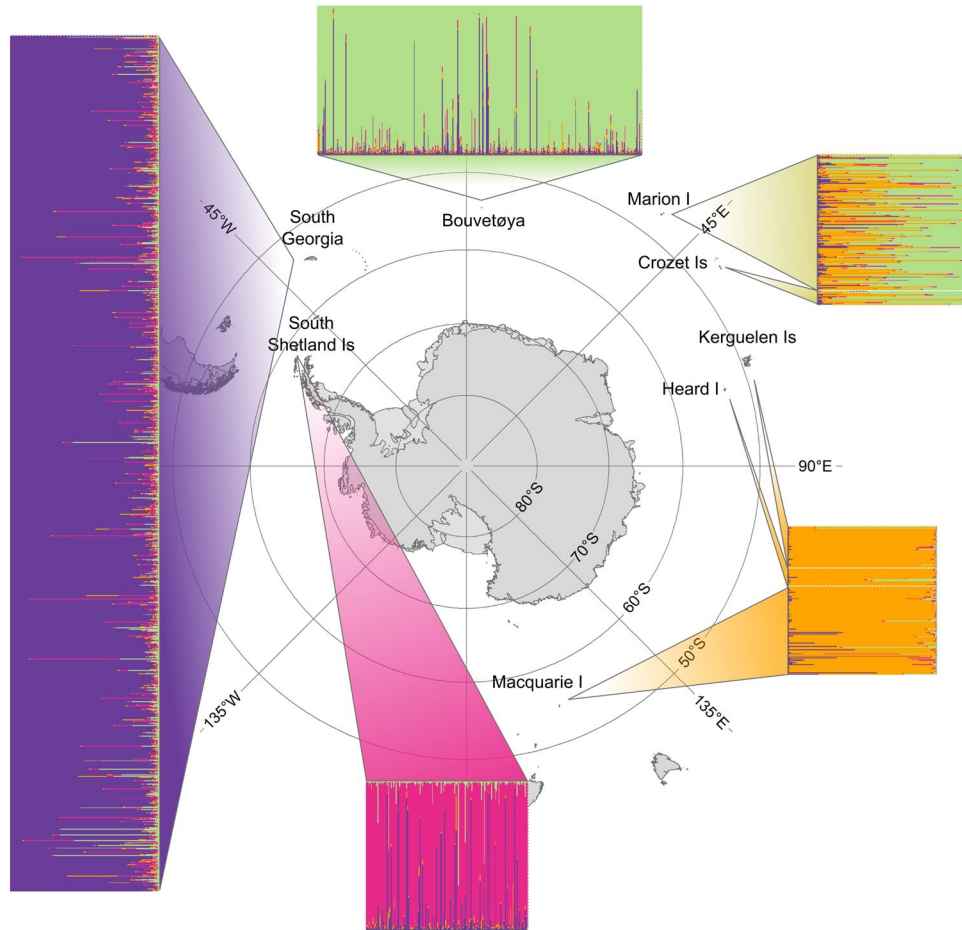 45°W
South
Georgia
Bouvetøya
Marion I
45°E
Crozet Is
South
Shetland Is
Kerguelen Is
Heard I
90°E
80°S
70°S
60°S
50°S
Macquarie I
135°W
135°E